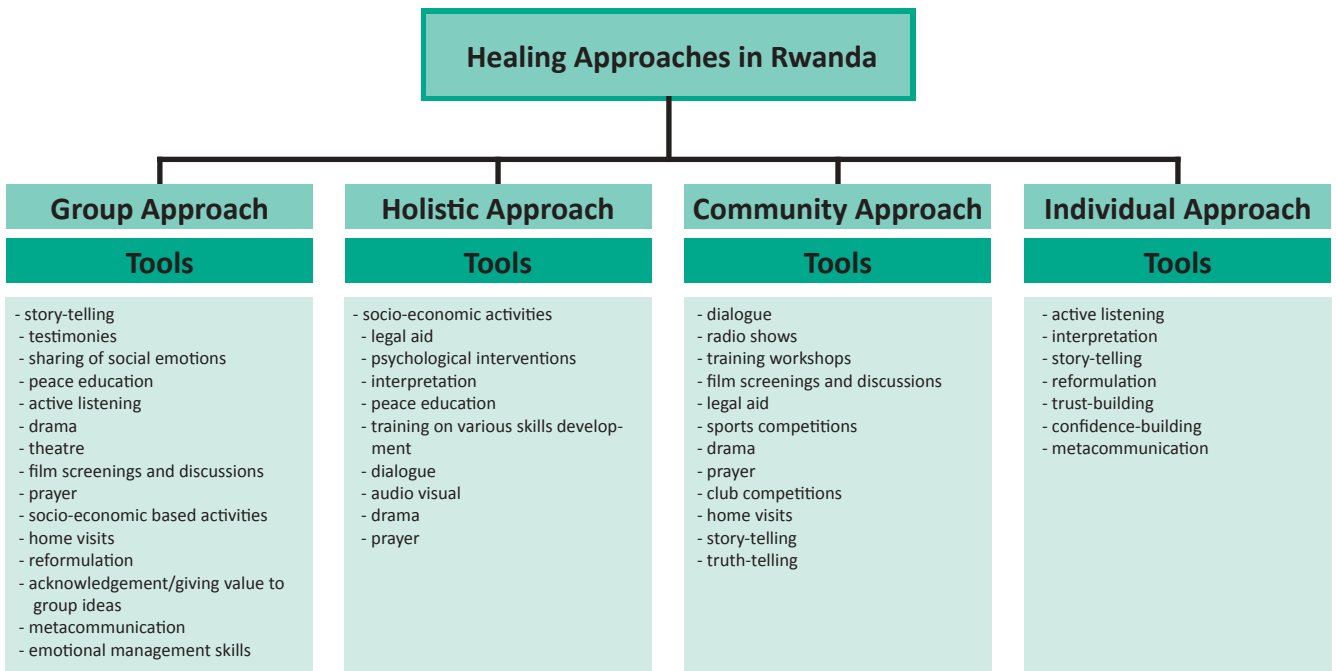 Healing Approaches in Rwanda
Group Approach
Tools
- story-telling
- testimonies
- sharing of social emotions
- peace education
- active listening
- drama
- theatre
- film screenings and discussions
- prayer
- socio-economic based activities
- home visits
- reformulation
- acknowledgement/giving value to
group ideas
- metacommunication
- emotional management skills
Holistic Approach
Tools
- socio-economic activities
- legal aid
- psychological interventions
- interpretation
- peace education
- training on various skills develop-
ment
- dialogue
- audio visual
- drama
- prayer
Community Approach
Tools
- dialogue
- radio shows
- training workshops
- film screenings and discussions
- legal aid
- sports competitions
- drama
- prayer
- club competitions
- home visits
- story-telling
- truth-telling
Individual Approach
Tools
- active listening
- interpretation
- story-telling
- reformulation
- trust-building
- confidence-building
- metacommunication